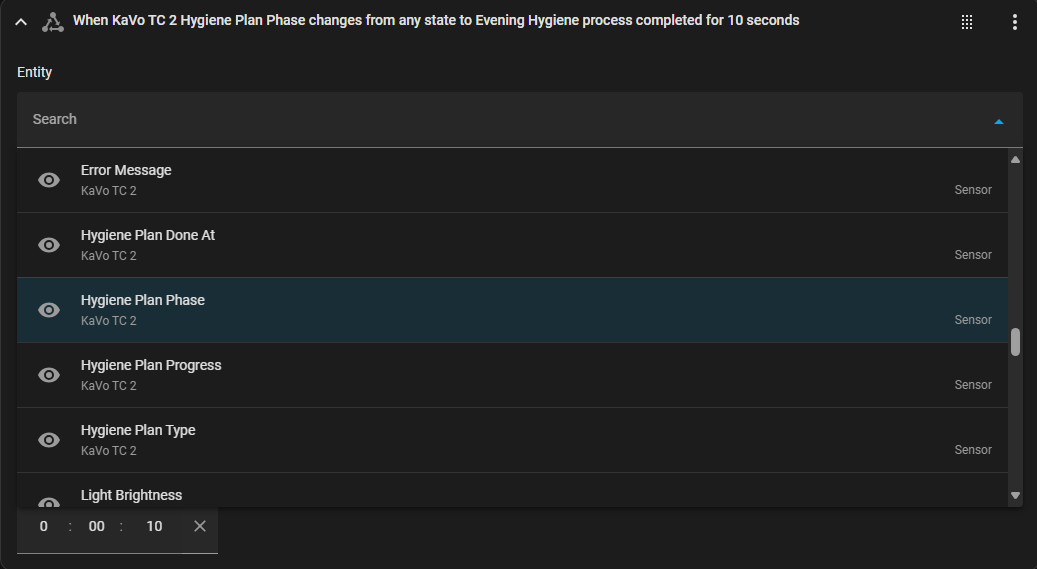 When KaVo TC 2 Hygiene Plan Phase changes from any state to Evening Hygiene process completed for 10 seconds
Entity
Search
Error Message
KaVo TC 2
Sensor
Hygiene Plan Done At
KaVo TC 2
Sensor
Hygiene Plan Phase
KaVo TC 2
Sensor
Hygiene Plan Progress
KaVo TC 2
Sensor
Hygiene Plan Type
KaVo TC 2
Sensor
Light Brightness
0 : 00 : 10